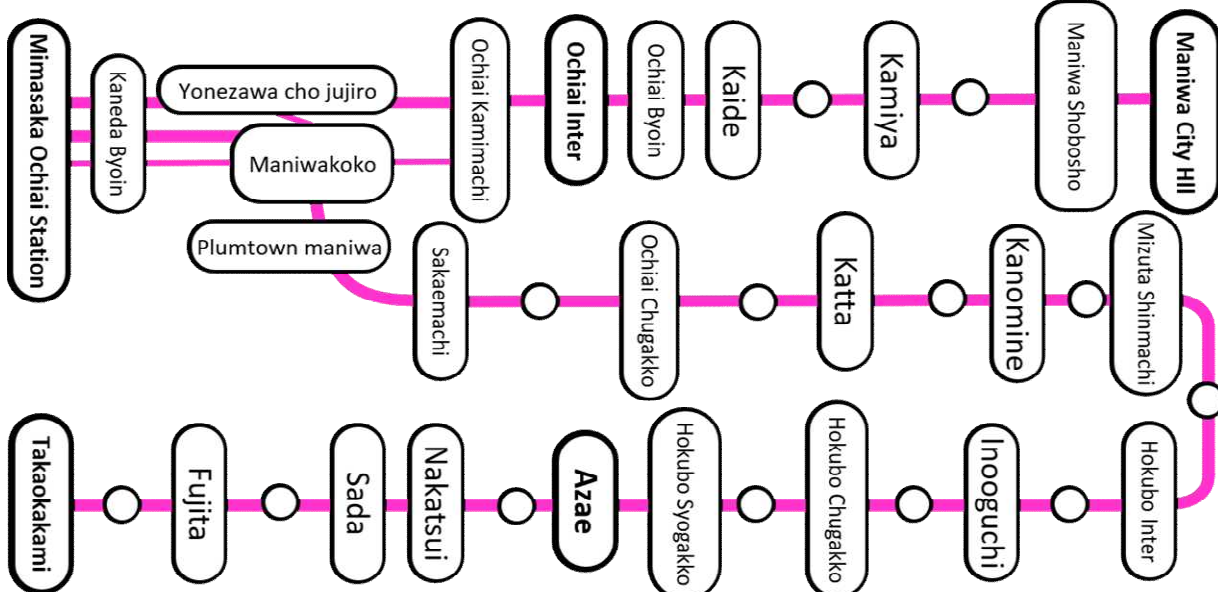 Mimasaka Ochiai Station
Kaneda Byoin
Yonezawa cho jujiro
Maniwakoko
Plumtown maniwa
Ochiai Kamimachi
Ochiai Inter
Ochiai Byoin
Kaide
Kamiya
Maniwa Shobosho
Maniwa City Hll
Sakaemachi
Ochiai Chugakko
Katta
Kanomine
Mizuta Shinmachi
Takaokakami
Fujita
Sada
Nakatsui
Azae
Hokubo Syogakko
Hokubo Chugakko
Inooguchi
Hokubo Inter